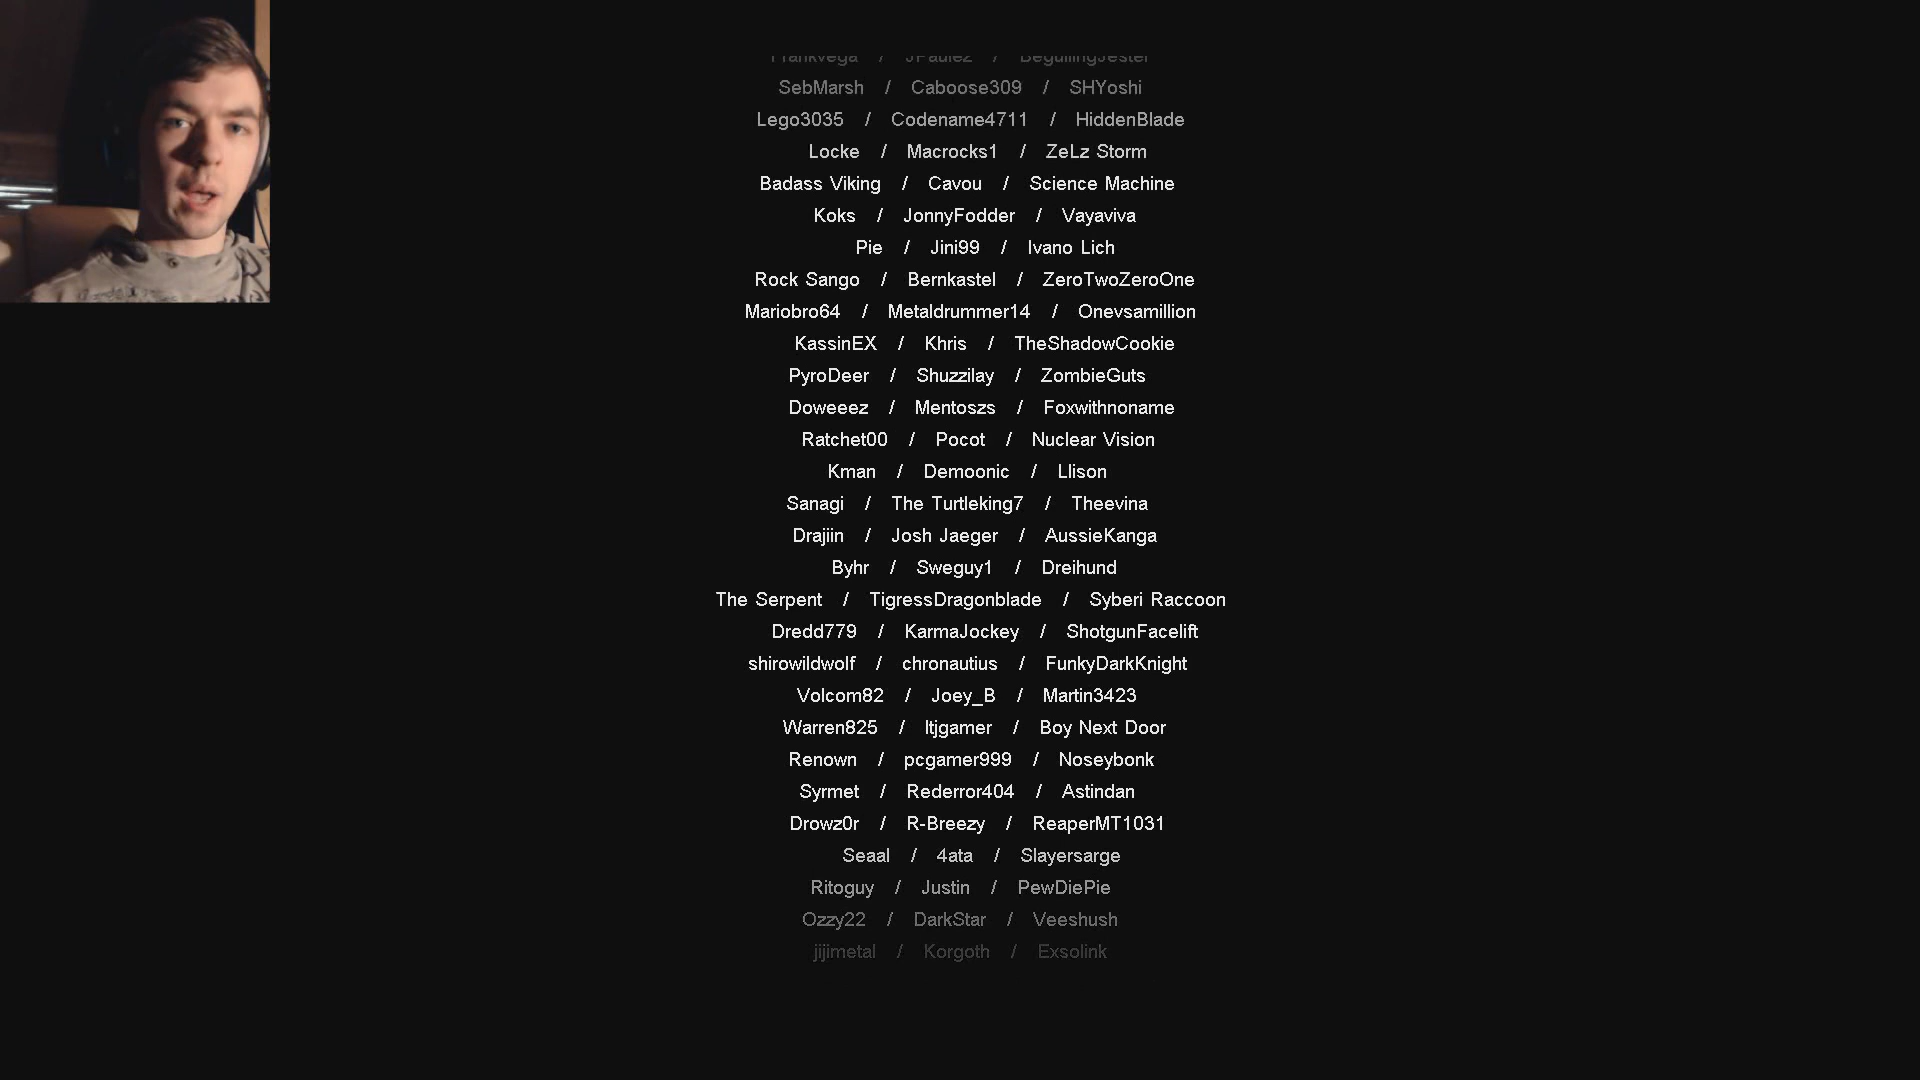 Frankvega / JPaulez / BeguilingJester
SebMarsh / Caboose309 / SHYoshi
Lego3035 / Codename4711 / HiddenBlade
Locke / Macrocks1 / ZeLz Storm
Badass Viking / Cavou / Science Machine
Koks / JonnyFodder / Vayaviva
Pie / Jini99 / Ivano Lich
Rock Sango / Bernkastel / ZeroTwoZeroOne
Mariobro64 / Metaldrummer14 / Onevsamillion
KassinEX / Khris / TheShadowCookie
PyroDeer / Shuzzilay / ZombieGuts
Doweeez / Mentoszs / Foxwithnoname
Ratchet00 / Pocot / Nuclear Vision
Kman / Demoonic / Llison
Sanagi / The Turtleking7 / Theevina
Drajiin / Josh Jaeger / AussieKanga
Byhr / Sweguy1 / Dreihund
The Serpent / TigressDragonblade / Syberi Raccoon
Dredd779 / KarmaJockey / ShotgunFacelift
shirowildwolf / chronautius / FunkyDarkKnight
Volcom82 / Joey_B / Martin3423
Warren825 / ltjgamer / Boy Next Door
Renown / pcgamer999 / Noseybonk
Syrmet / Rederror404 / Astindan
Drowz0r / R-Breezy / ReaperMT1031
Seaal / 4ata / Slayersarge
Ritoguy / Justin / PewDiePie
Ozzy22 / DarkStar / Veeshush
jijimetal / Korgoth / Exsolink